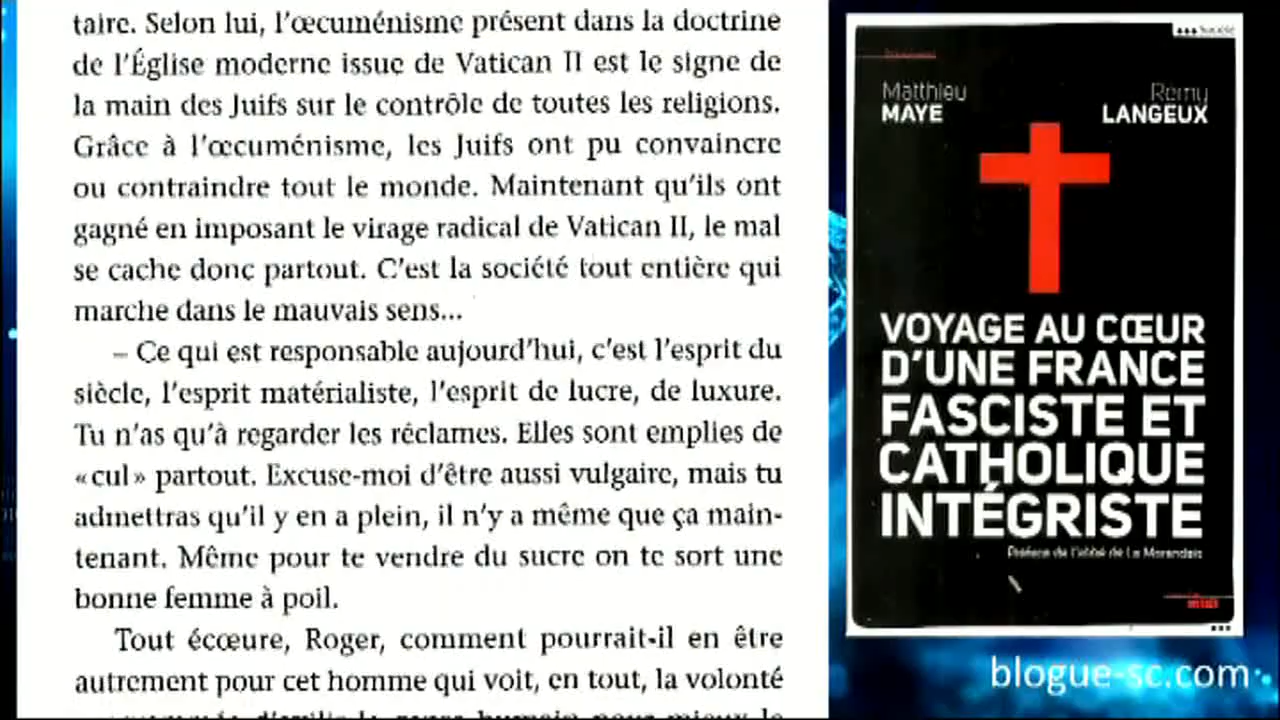 taire. Selon lui, l'œcuménisme présent dans la doctrine
de l'Église moderne issue de Vatican II est le signe de
la main des Juifs sur le contrôle de toutes les religions.
Grâce à l'œcuménisme, les Juifs ont pu convaincre
ou contraindre tout le monde. Maintenant qu'ils ont
gagné en imposant le virage radical de Vatican II, le mal
se cache donc partout. C'est la société tout entière qui
marche dans le mauvais sens...
– Ce qui est responsable aujourd'hui, c'est l'esprit du
siècle, l'esprit matérialiste, l'esprit de lucre, de luxure.
Tu n'as qu'à regarder les réclames. Elles sont emplies de
«cul» partout. Excuse-moi d'être aussi vulgaire, mais tu
admettras qu'il y en a plein, il n'y a même que ça main-
tenant. Même pour te vendre du sucre on te sort une
bonne femme à poil.
Tout écœure, Roger, comment pourrait-il en être
autrement pour cet homme qui voit, en tout, la volonté
Matthieu
MAYE
Rémy
LANGEUX
VOYAGE AU CŒUR
D'UNE FRANCE
FASCISTE ET
CATHOLIQUE
INTÉGRISTE
Préface de l'abbé de La Morandais
blogue-sc.com